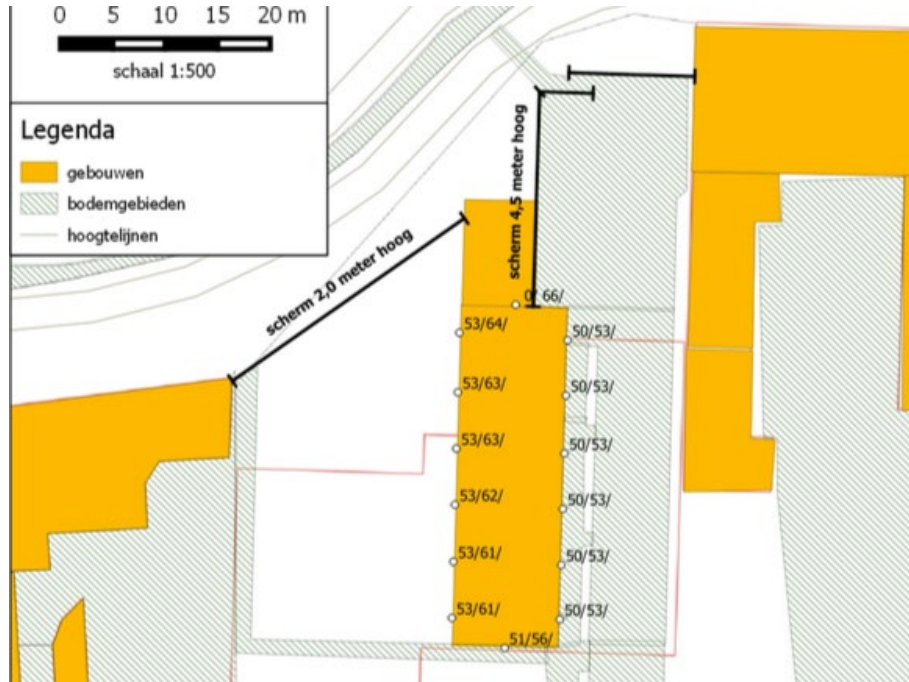 0 5 10 15 20 m
schaal 1:500
Legenda
gebouwen
bodemgebieden
hoogtelijnen
scherm 2,0 meter hoog
scherm 4,5 meter hoog
0/ 66/
53/64/
50/53/
53/63/
50/53/
53/63/
50/53/
53/62/
50/53/
53/61/
50/53/
53/61/
50/53/
51/56/